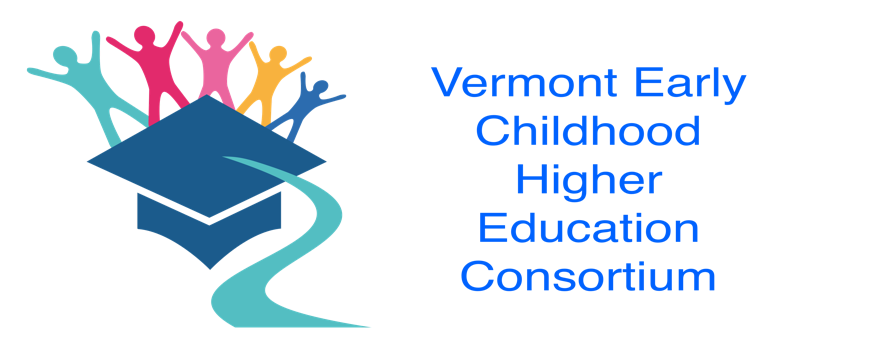 Vermont Early
Childhood
Higher
Education
Consortium